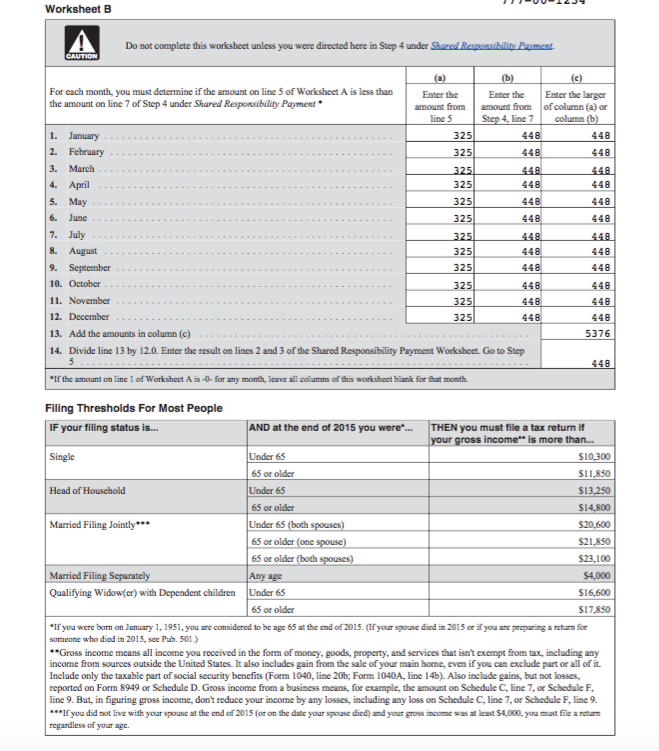 777-00-1234
Worksheet B
CAUTION
Do not complete this worksheet unless you were directed here in Step 4 under Shared Responsibility Payment.
For each month, you must determine if the amount on line 5 of Worksheet A is less than the amount on line 7 of Step 4 under Shared Responsibility Payment *
(a) (b) (c)
Enter the amount from line 5
Enter the amount from Step 4, line 7
Enter the larger of column (a) or column (b)
1. January 325 448 448
2. February 325 448 448
3. March 325 448 448
4. April 325 448 448
5. May 325 448 448
6. June 325 448 448
7. July 325 448 448
8. August 325 448 448
9. September 325 448 448
10. October 325 448 448
11. November 325 448 448
12. December 325 448 448
13. Add the amounts in column (c) 5376
14. Divide line 13 by 12.0. Enter the result on lines 2 and 3 of the Shared Responsibility Payment Worksheet. Go to Step
5 448
*If the amount on line 1 of Worksheet A is -0- for any month, leave all columns of this worksheet blank for that month.
Filing Thresholds For Most People
IF your filing status is... AND at the end of 2015 you were*... THEN you must file a tax return if your gross income** is more than...
Single Under 65 $10,300
65 or older $11,850
Head of Household Under 65 $13,250
65 or older $14,800
Married Filing Jointly*** Under 65 (both spouses) $20,600
65 or older (one spouse) $21,850
65 or older (both spouses) $23,100
Married Filing Separately Any age $4,000
Qualifying Widow(er) with Dependent children Under 65 $16,600
65 or older $17,850
*If you were born on January 1, 1951, you are considered to be age 65 at the end of 2015. (If your spouse died in 2015 or if you are preparing a return for
someone who died in 2015, see Pub. 501.)
**Gross income means all income you received in the form of money, goods, property, and services that isn't exempt from tax, including any
income from sources outside the United States. It also includes gain from the sale of your main home, even if you can exclude part or all of it.
Include only the taxable part of social security benefits (Form 1040, line 20b; Form 1040A, line 14b). Also include gains, but not losses,
reported on Form 8949 or Schedule D. Gross income from a business means, for example, the amount on Schedule C, line 7, or Schedule F,
line 9. But, in figuring gross income, don't reduce your income by any losses, including any loss on Schedule C, line 7, or Schedule F, line 9.
***If you did not live with your spouse at the end of 2015 (or on the date your spouse died) and your gross income was at least $4,000, you must file a return
regardless of your age.